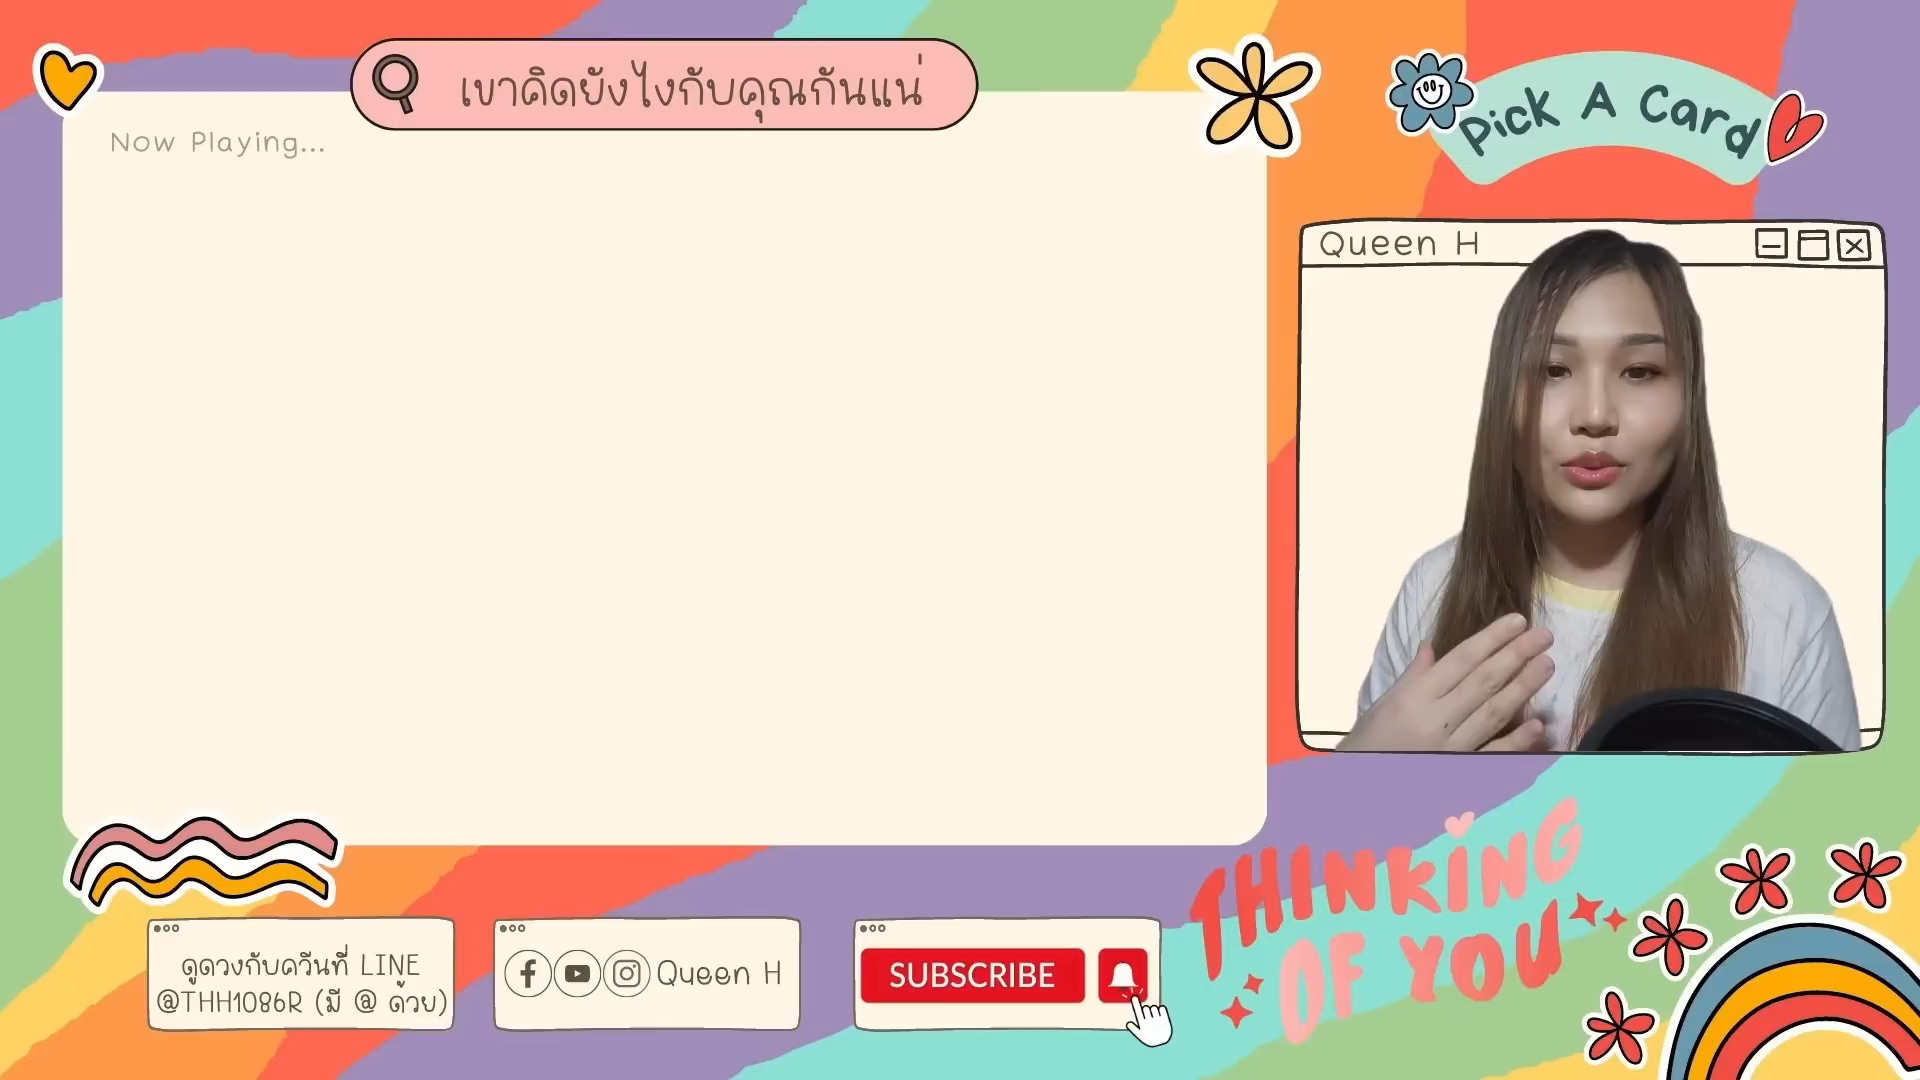 เขาคิดยังไงกับคุณกันแน่
Pick A Card
Now Playing...
Queen H
THINKING
OF YOU
ดูดวงกับควีนที่ LINE
@THH1086R (มี @ ด้วย)
Queen H
SUBSCRIBE